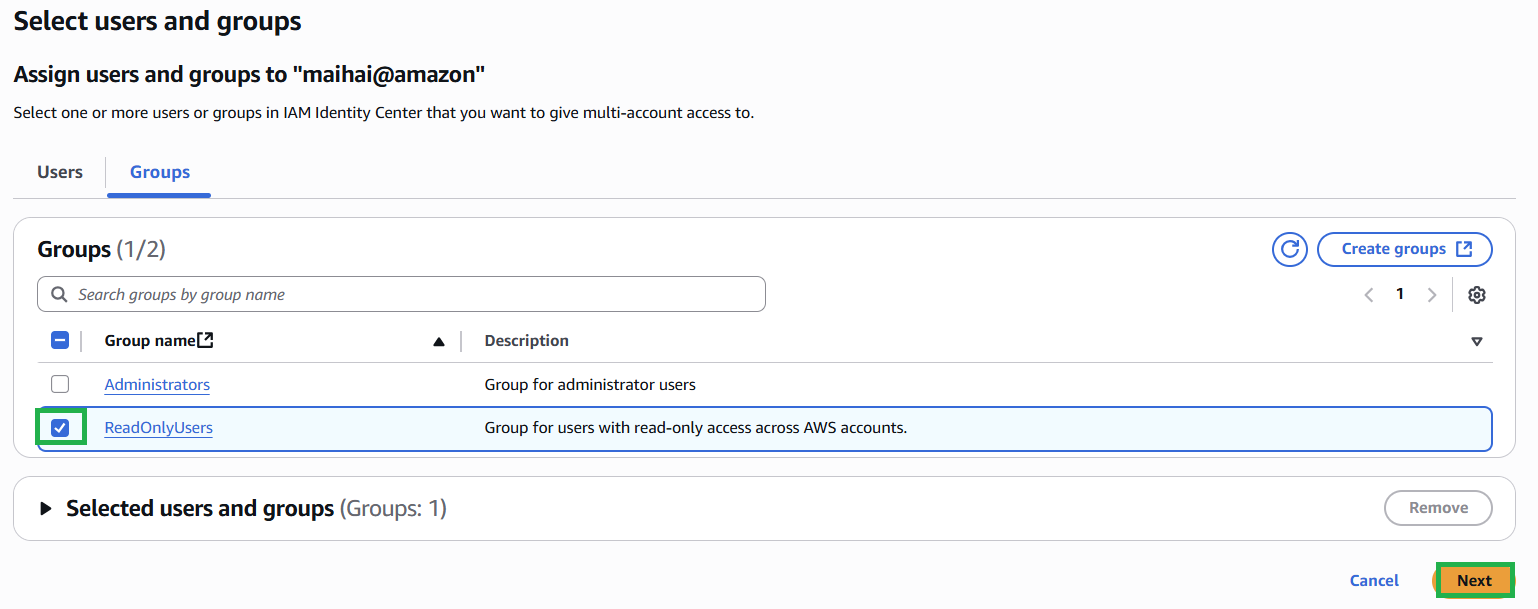 Select users and groups
Assign users and groups to "maihai@amazon"
Select one or more users or groups in IAM Identity Center that you want to give multi-account access to.
Users Groups
Groups (1/2) Create groups
Search groups by group name 1
Group name Description
Administrators Group for administrator users
ReadOnlyUsers Group for users with read-only access across AWS accounts.
Selected users and groups (Groups: 1) Remove
Cancel Next